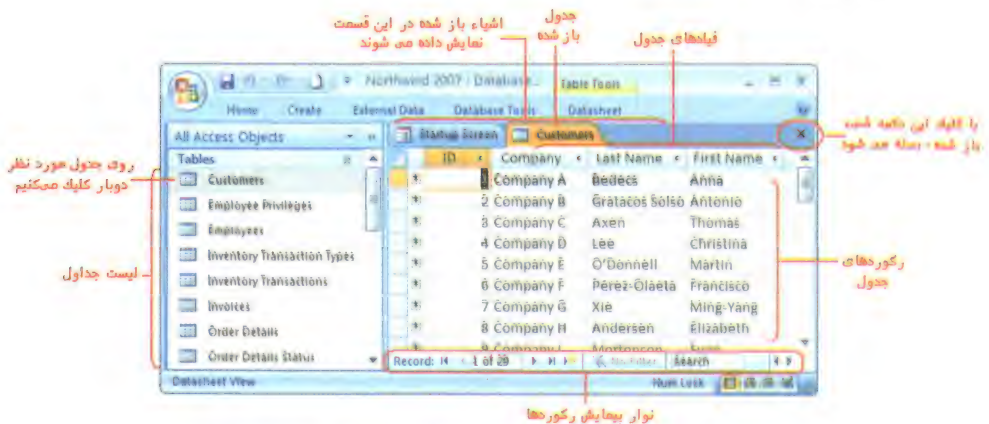 اشیاء باز شده در این قسمت
نمایش داده می شوند
جدول
باز شده
فیلدهای جدول
Northwind 2007 : Database... Table Tools
Home Create External Data Database Tools Datasheet
با کلیک این دکمه شیء
باز شده، بسته می شود
All Access Objects
Startup Screen Customers
Tables
ID Company Last Name First Name
روی جدول مورد نظر
دوبار کلیک میکنیم
Customers
Employee Privileges
Employees
Inventory Transaction Types
Inventory Transactions
Invoices
Order Details
Order Details Status
لیست جداول
1 Company A Bedecs Anna
2 Company B Gratacos Solso Antonio
3 Company C Axen Thomas
4 Company D Lee Christina
5 Company E O'Donnell Martin
6 Company F Pérez-Olaeta Francisco
7 Company G Xie Ming-Yang
8 Company H Andersen Elizabeth
9 Company I Mortensen Sven
رکوردهای
جدول
Record: 1 of 29 No Filter Search
Datasheet View Num Lock
نوار پیمایش رکوردها